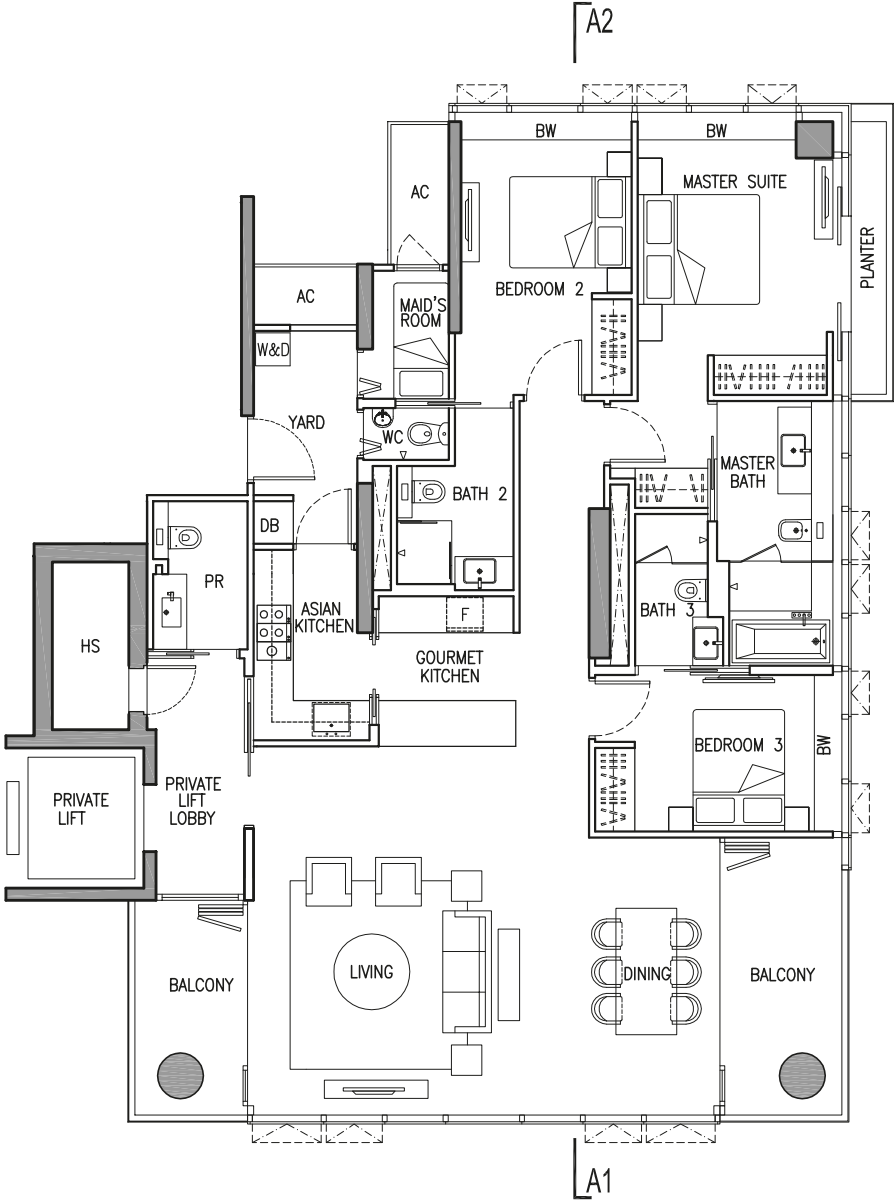 A2
BW
BW
AC
MASTER SUITE
PLANTER
BEDROOM 2
AC
MAID'S
ROOM
W&D
YARD
WC
MASTER
BATH
BATH 2
DB
PR
ASIAN
KITCHEN
F
BATH 3
HS
GOURMET
KITCHEN
BEDROOM 3
BW
PRIVATE
LIFT
PRIVATE
LIFT
LOBBY
BALCONY
LIVING
DINING
BALCONY
A1